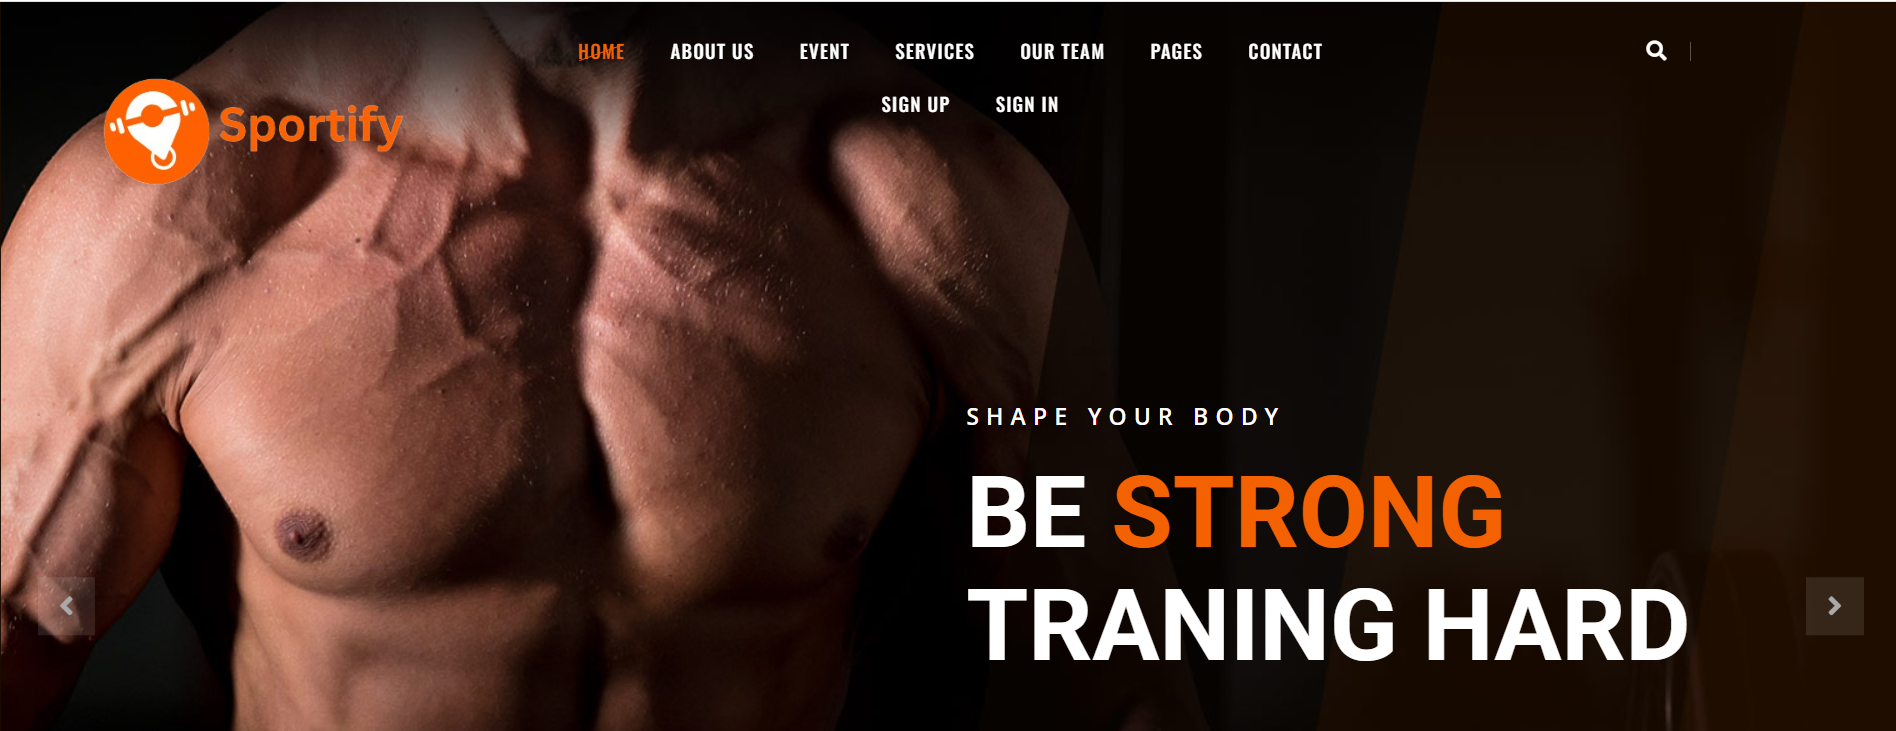 HOME ABOUT US EVENT SERVICES OUR TEAM PAGES CONTACT
SIGN UP SIGN IN
Sportify
SHAPE YOUR BODY
BE STRONG
TRANING HARD